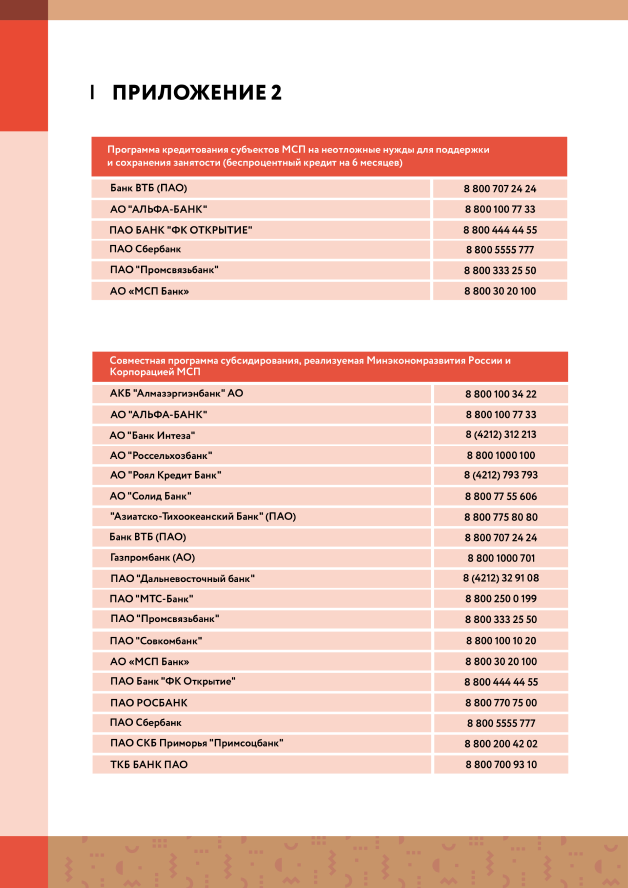 ПРИЛОЖЕНИЕ 2
Программа кредитования субъектов МСП на неотложные нужды для поддержки
и сохранения занятости (беспроцентный кредит на 6 месяцев)
Банк ВТБ (ПАО) 8 800 707 24 24
АО "АЛЬФА-БАНК" 8 800 100 77 33
ПАО БАНК "ФК ОТКРЫТИЕ" 8 800 444 44 55
ПАО Сбербанк 8 800 5555 777
ПАО "Промсвязьбанк" 8 800 333 25 50
АО «МСП Банк» 8 800 30 20 100
Совместная программа субсидирования, реализуемая Минэкономразвития России и
Корпорацией МСП
АКБ "Алмазэргиэнбанк" АО 8 800 100 34 22
АО "АЛЬФА-БАНК" 8 800 100 77 33
АО "Банк Интеза" 8 (4212) 312 213
АО "Россельхозбанк" 8 800 1000 100
АО "Роял Кредит Банк" 8 (4212) 793 793
АО "Солид Банк" 8 800 77 55 606
"Азиатско-Тихоокеанский Банк" (ПАО) 8 800 775 80 80
Банк ВТБ (ПАО) 8 800 707 24 24
Газпромбанк (АО) 8 800 1000 701
ПАО "Дальневосточный банк" 8 (4212) 32 91 08
ПАО "МТС-Банк" 8 800 250 0 199
ПАО "Промсвязьбанк" 8 800 333 25 50
ПАО "Совкомбанк" 8 800 100 10 20
АО «МСП Банк» 8 800 30 20 100
ПАО Банк "ФК Открытие" 8 800 444 44 55
ПАО РОСБАНК 8 800 770 75 00
ПАО Сбербанк 8 800 5555 777
ПАО СКБ Приморья "Примсоцбанк" 8 800 200 42 02
ТКБ БАНК ПАО 8 800 700 93 10